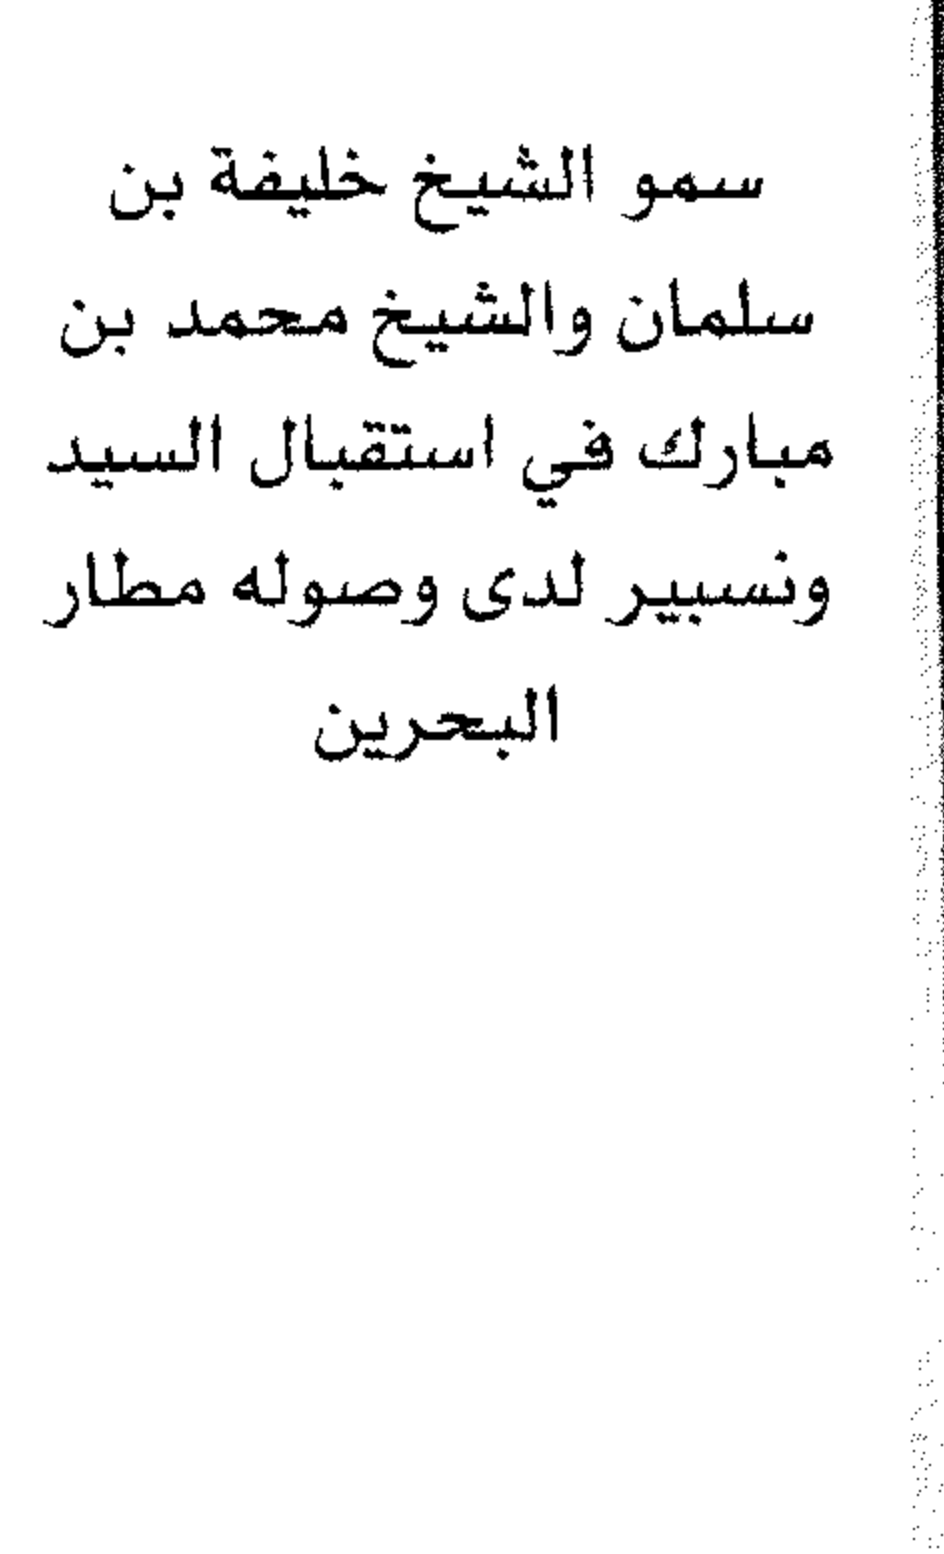 سمو الشيخ خليفة بن
سلمان والشيخ محمد بن
مبارك في استقبال السيد
ونسبير لدى وصوله مطار
البحرين